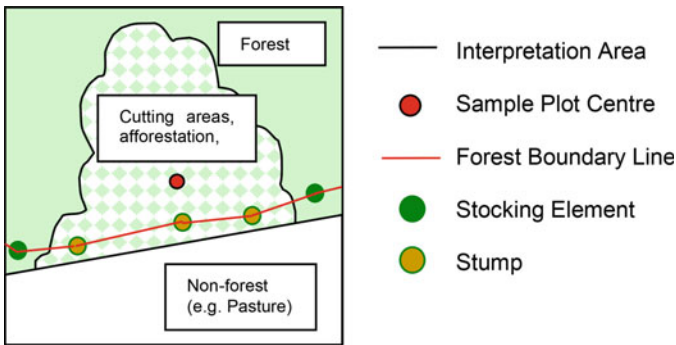 Forest
Cutting areas,
afforestation,
Non-forest
(e.g. Pasture)
Interpretation Area
Sample Plot Centre
Forest Boundary Line
Stocking Element
Stump